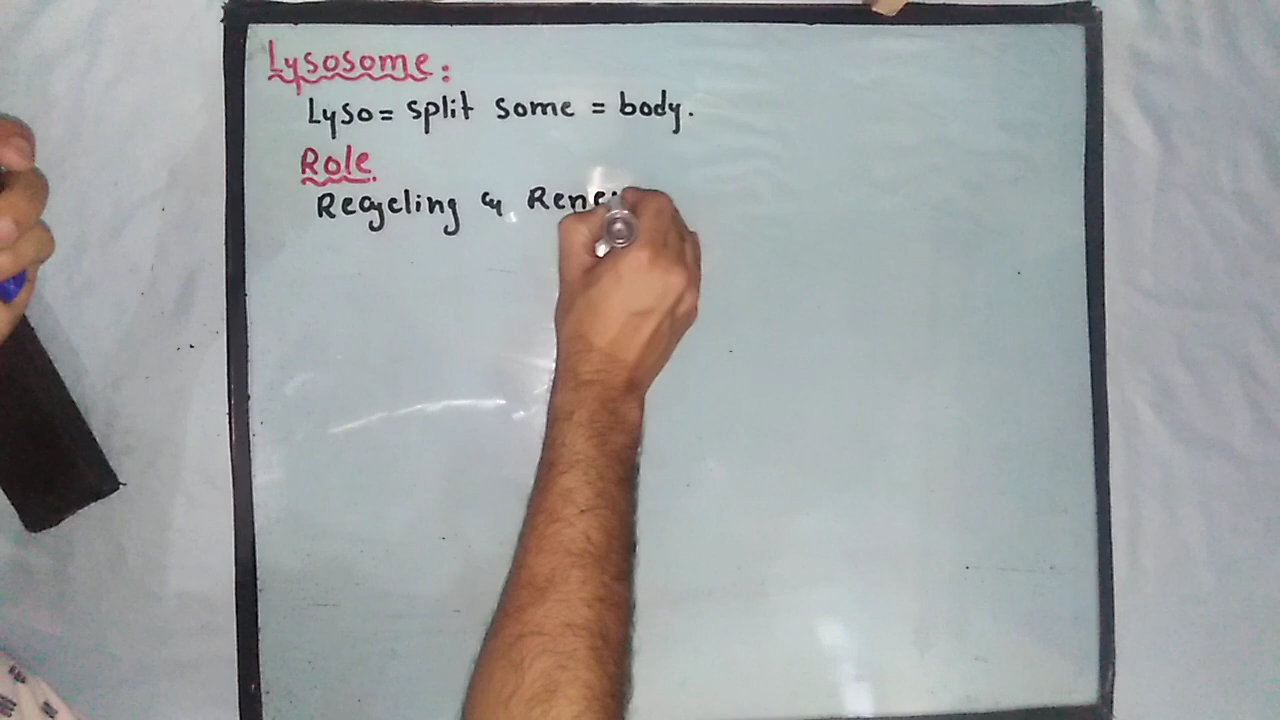 Lysosome:
Lyso= split some = body.
Role
Recycling & Rene